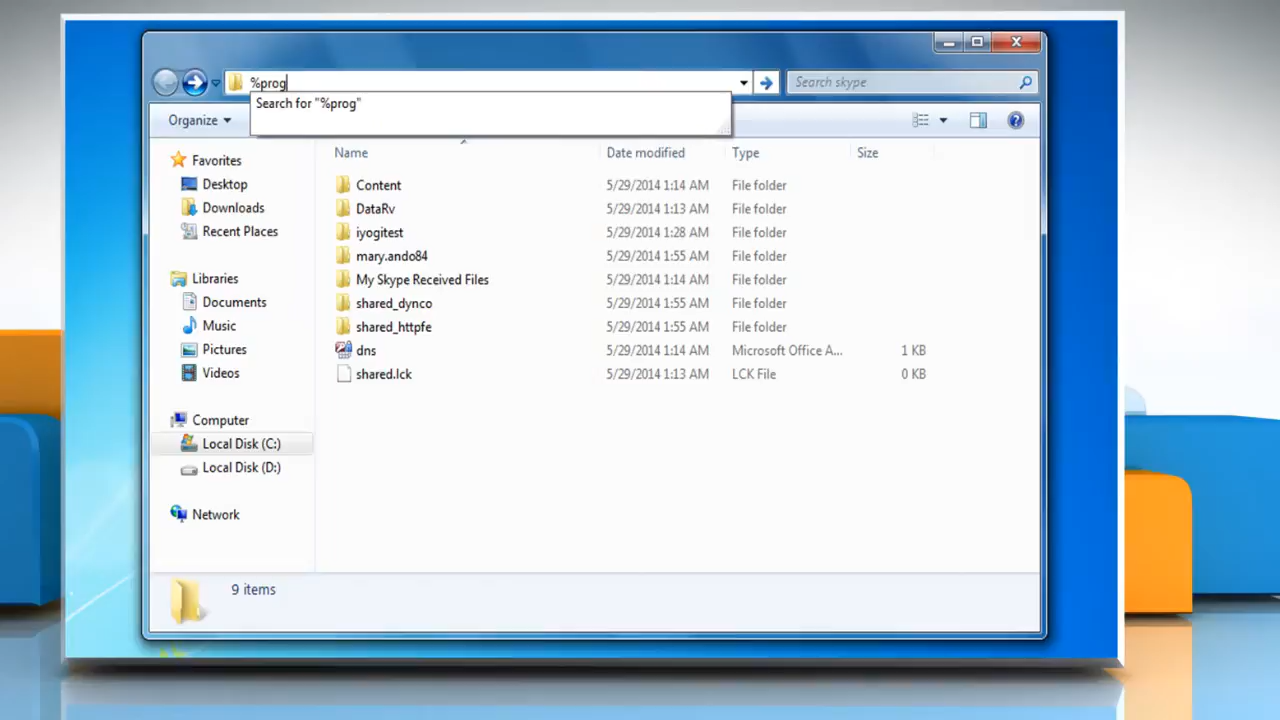 %prog
Search skype
Search for "%prog"
Organize
Name Date modified Type Size
Favorites
Desktop
Downloads
Recent Places
Libraries
Documents
Music
Pictures
Videos
Computer
Local Disk (C:)
Local Disk (D:)
Network
Content 5/29/2014 1:14 AM File folder
DataRv 5/29/2014 1:13 AM File folder
iyogitest 5/29/2014 1:28 AM File folder
mary.ando84 5/29/2014 1:55 AM File folder
My Skype Received Files 5/29/2014 1:14 AM File folder
shared_dynco 5/29/2014 1:55 AM File folder
shared_httpfe 5/29/2014 1:55 AM File folder
dns 5/29/2014 1:14 AM Microsoft Office A... 1 KB
shared.lck 5/29/2014 1:13 AM LCK File 0 KB
9 items